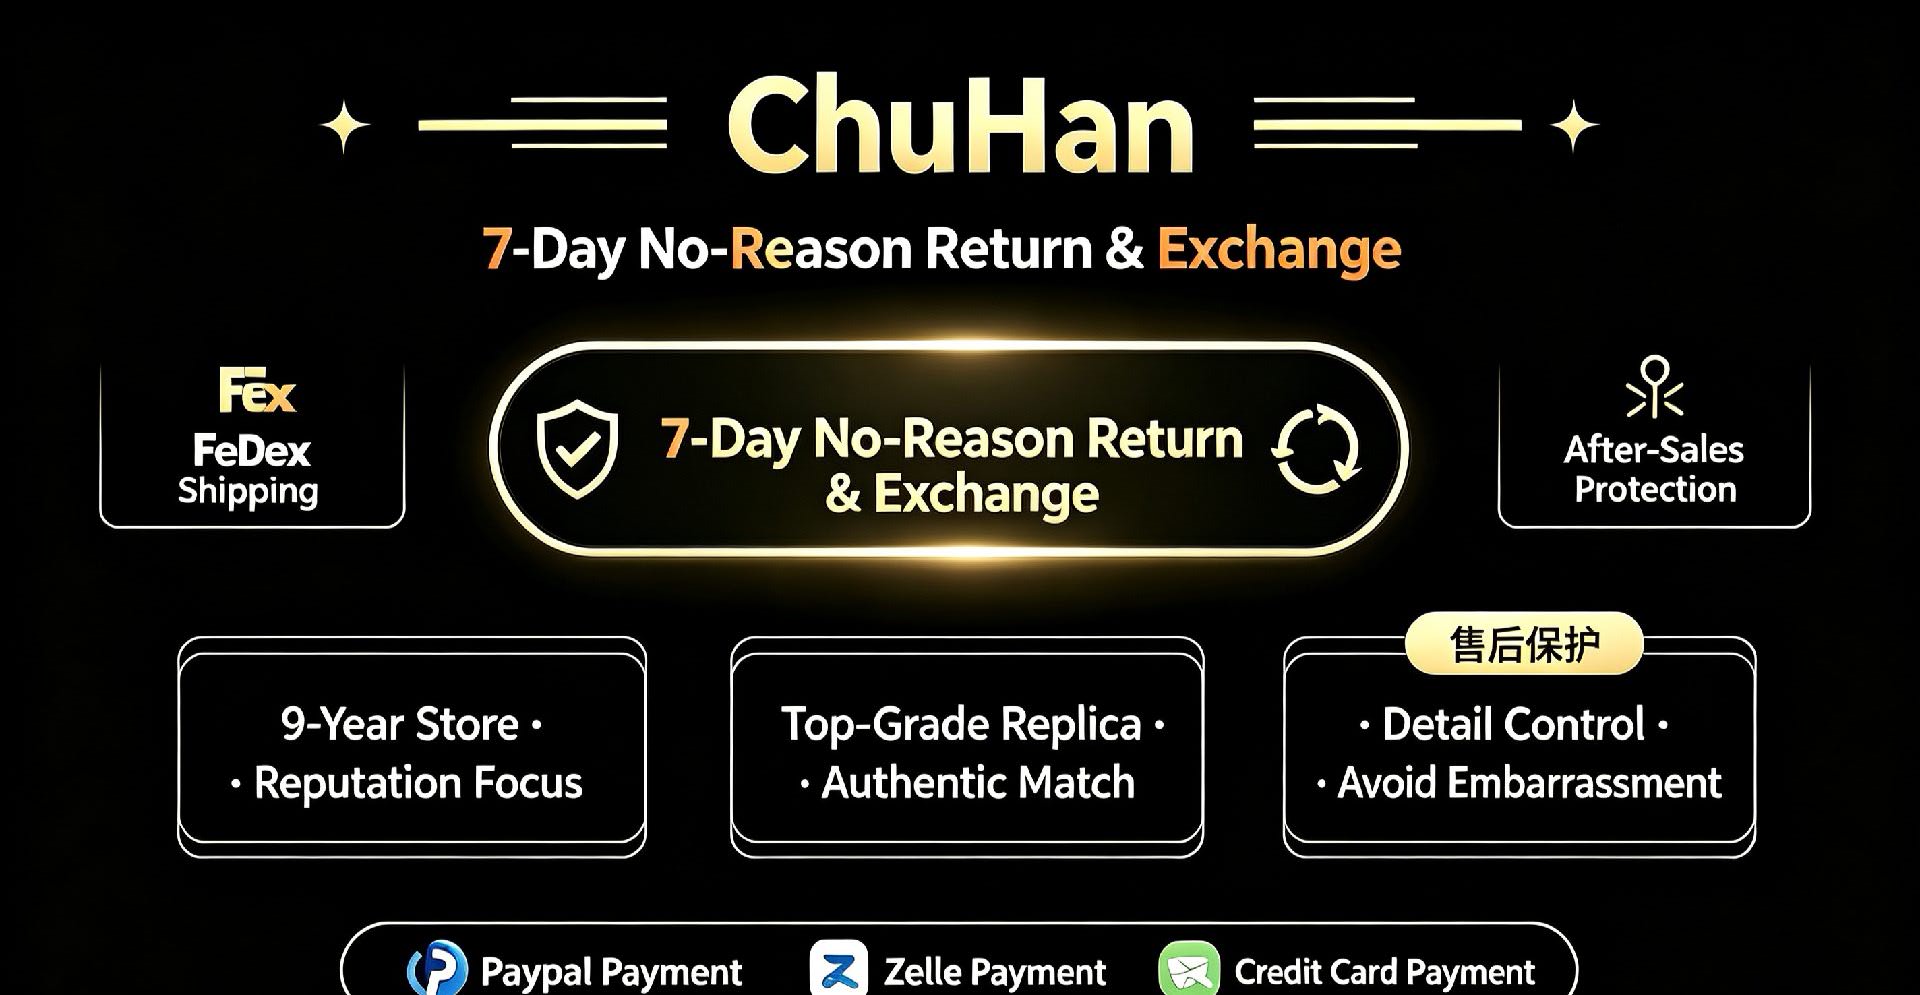 ChuHan
7-Day No-Reason Return & Exchange
Fex
FeDex
Shipping
7-Day No-Reason Return
& Exchange
After-Sales
Protection
9-Year Store ·
· Reputation Focus
Top-Grade Replica ·
· Authentic Match
售后保护
· Detail Control ·
· Avoid Embarrassment
Paypal Payment
Zelle Payment
Credit Card Payment